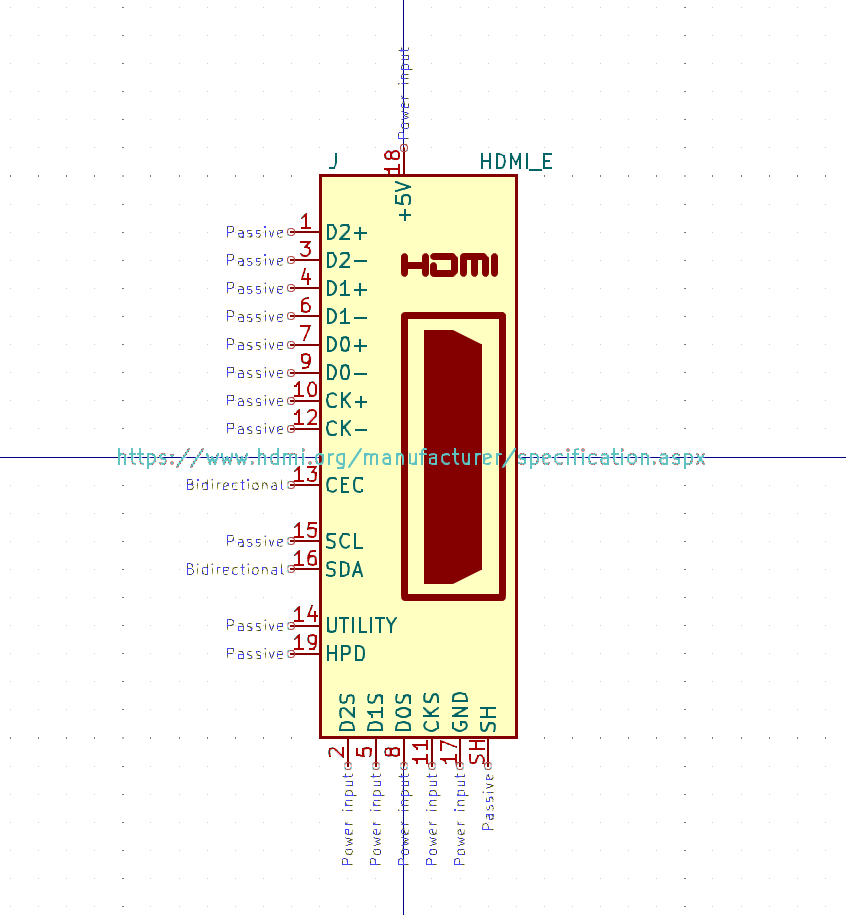 Power input
18
J
HDMI_E
+5V
Passive 1 D2+
HDMI
Passive 3 D2-
Passive 4 D1+
Passive 6 D1-
Passive 7 D0+
Passive 9 D0-
Passive 10 CK+
Passive 12 CK-
https://www.hdmi.org/manufacturer/specification.aspx
Bidirectional 13 CEC
Passive 15 SCL
Bidirectional 16 SDA
Passive 14 UTILITY
Passive 19 HPD
D2S D1S D0S CKS GND SH
2 5 8 11 17 SH
Power input Power input Power input Power input Power input Passive